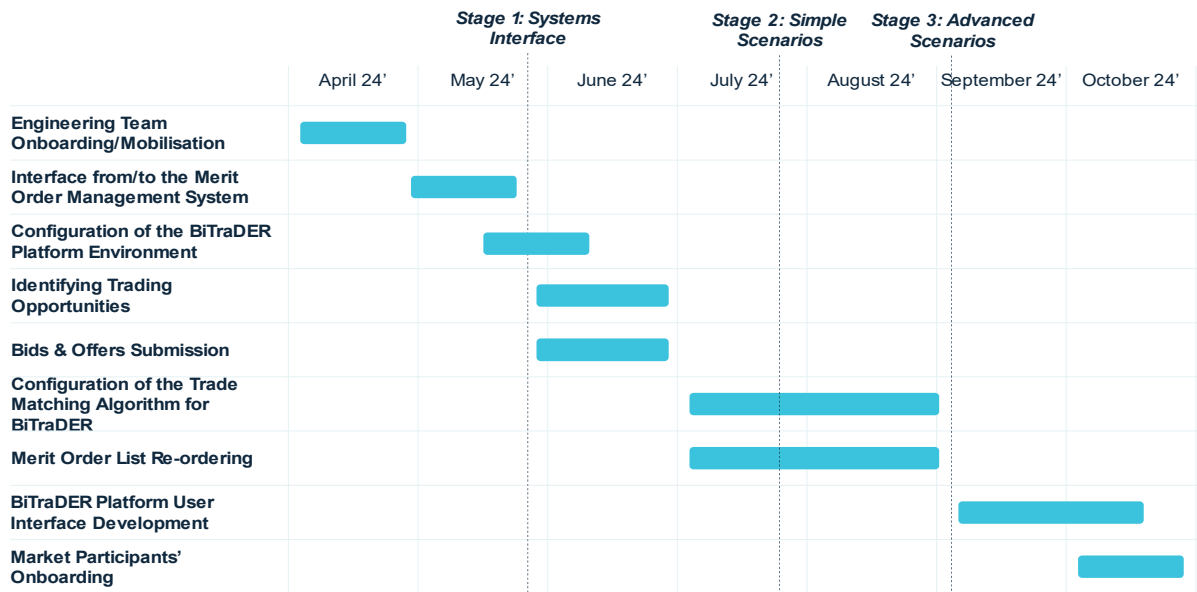 Stage 1: Systems
Interface
Stage 2: Simple
Scenarios
Stage 3: Advanced
Scenarios
April 24’
May 24’
June 24’
July 24’
August 24’
September 24’
October 24’
Engineering Team
Onboarding/Mobilisation
Interface from/to the Merit
Order Management System
Configuration of the BiTraDER
Platform Environment
Identifying Trading
Opportunities
Bids & Offers Submission
Configuration of the Trade
Matching Algorithm for
BiTraDER
Merit Order List Re-ordering
BiTraDER Platform User
Interface Development
Market Participants’
Onboarding